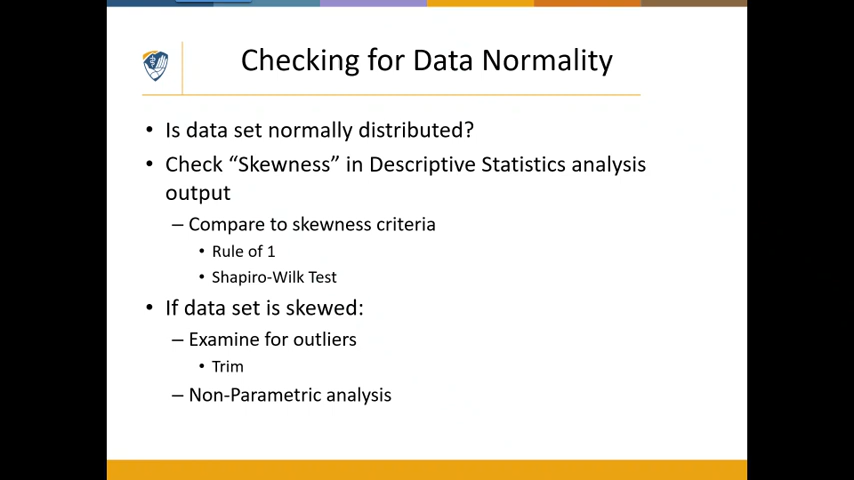 Checking for Data Normality
• Is data set normally distributed?
• Check “Skewness” in Descriptive Statistics analysis
output
– Compare to skewness criteria
• Rule of 1
• Shapiro-Wilk Test
• If data set is skewed:
– Examine for outliers
• Trim
– Non-Parametric analysis